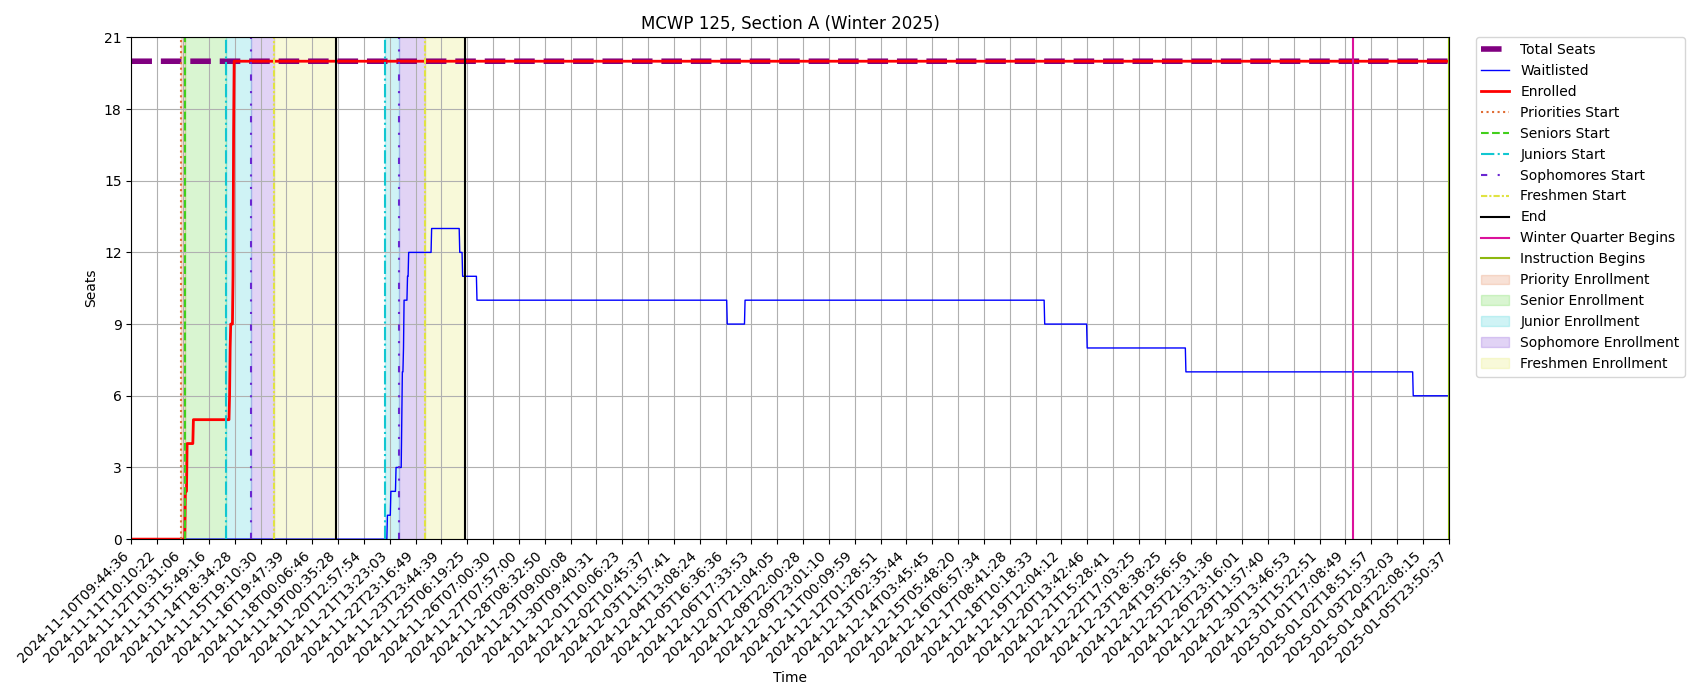 MCWP 125, Section A (Winter 2025)
Seats
21
18
15
12
9
6
3
0
2024-11-10T09:44:36
2024-11-11T10:10:22
2024-11-12T10:31:06
2024-11-13T15:49:16
2024-11-14T18:34:28
2024-11-15T19:10:30
2024-11-16T19:47:39
2024-11-18T00:06:46
2024-11-19T00:35:28
2024-11-20T12:57:54
2024-11-21T13:23:03
2024-11-22T23:16:49
2024-11-23T23:44:39
2024-11-25T06:19:25
2024-11-26T07:00:30
2024-11-27T07:57:00
2024-11-28T08:32:50
2024-11-29T09:00:08
2024-11-30T09:40:31
2024-12-01T10:06:23
2024-12-02T10:45:37
2024-12-03T11:57:41
2024-12-04T13:08:24
2024-12-05T16:36:36
2024-12-06T17:33:53
2024-12-07T21:04:05
2024-12-08T22:00:28
2024-12-09T23:01:10
2024-12-11T00:09:59
2024-12-12T01:28:51
2024-12-13T02:35:44
2024-12-14T03:45:45
2024-12-15T05:48:20
2024-12-16T06:57:34
2024-12-17T08:41:28
2024-12-18T10:18:33
2024-12-19T12:04:12
2024-12-20T13:42:46
2024-12-21T15:28:41
2024-12-22T17:03:25
2024-12-23T18:38:25
2024-12-24T19:56:56
2024-12-25T21:31:36
2024-12-26T23:16:01
2024-12-29T11:57:40
2024-12-30T13:46:53
2024-12-31T15:22:51
2025-01-01T17:08:49
2025-01-02T18:51:57
2025-01-03T20:32:03
2025-01-04T22:08:15
2025-01-05T23:50:37
Time
Total Seats
Waitlisted
Enrolled
Priorities Start
Seniors Start
Juniors Start
Sophomores Start
Freshmen Start
End
Winter Quarter Begins
Instruction Begins
Priority Enrollment
Senior Enrollment
Junior Enrollment
Sophomore Enrollment
Freshmen Enrollment